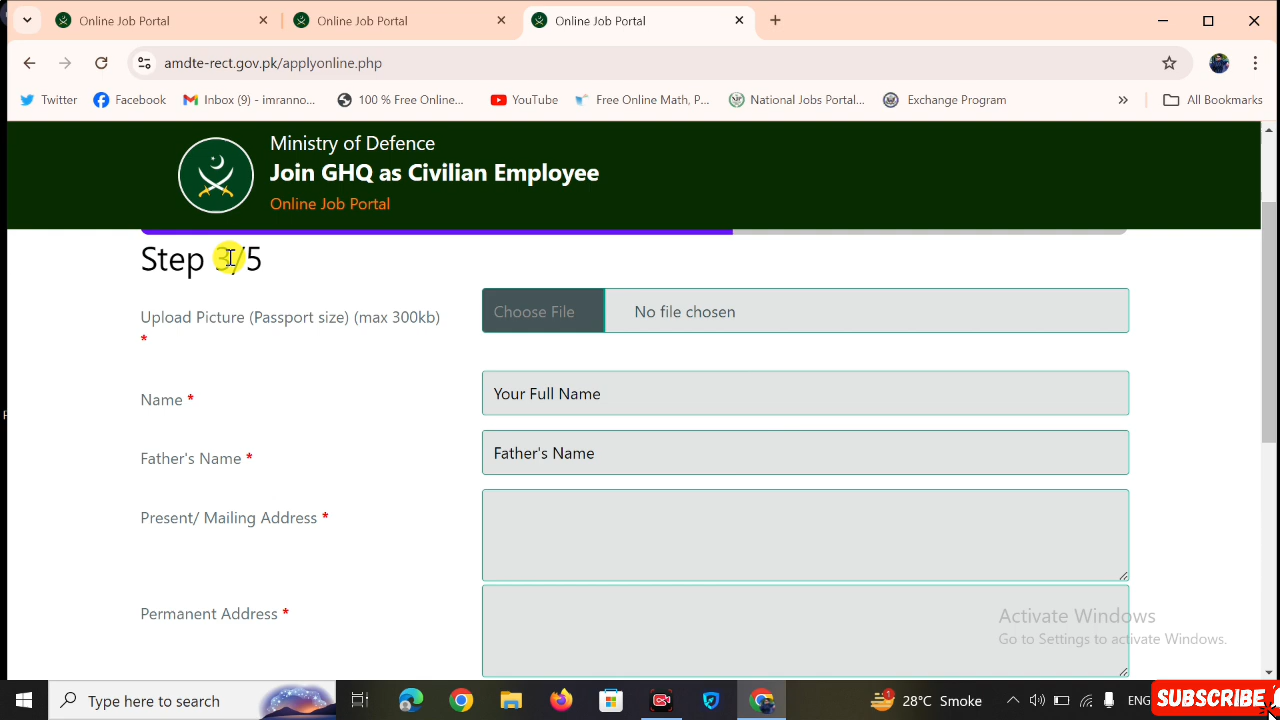 Online Job Portal
Online Job Portal
Online Job Portal
amdte-rect.gov.pk/applyonline.php
Twitter
Facebook
Inbox (9) - imranno...
100 % Free Online...
YouTube
Free Online Math, P...
National Jobs Portal...
Exchange Program
All Bookmarks
Ministry of Defence
Join GHQ as Civilian Employee
Online Job Portal
Step 3/5
Upload Picture (Passport size) (max 300kb)
*
Choose File
No file chosen
Name *
Your Full Name
Father's Name *
Father's Name
Present/ Mailing Address *
Permanent Address *
Activate Windows
Go to Settings to activate Windows.
Type here to search
1
28°C Smoke
ENG
SUBSCRIBE